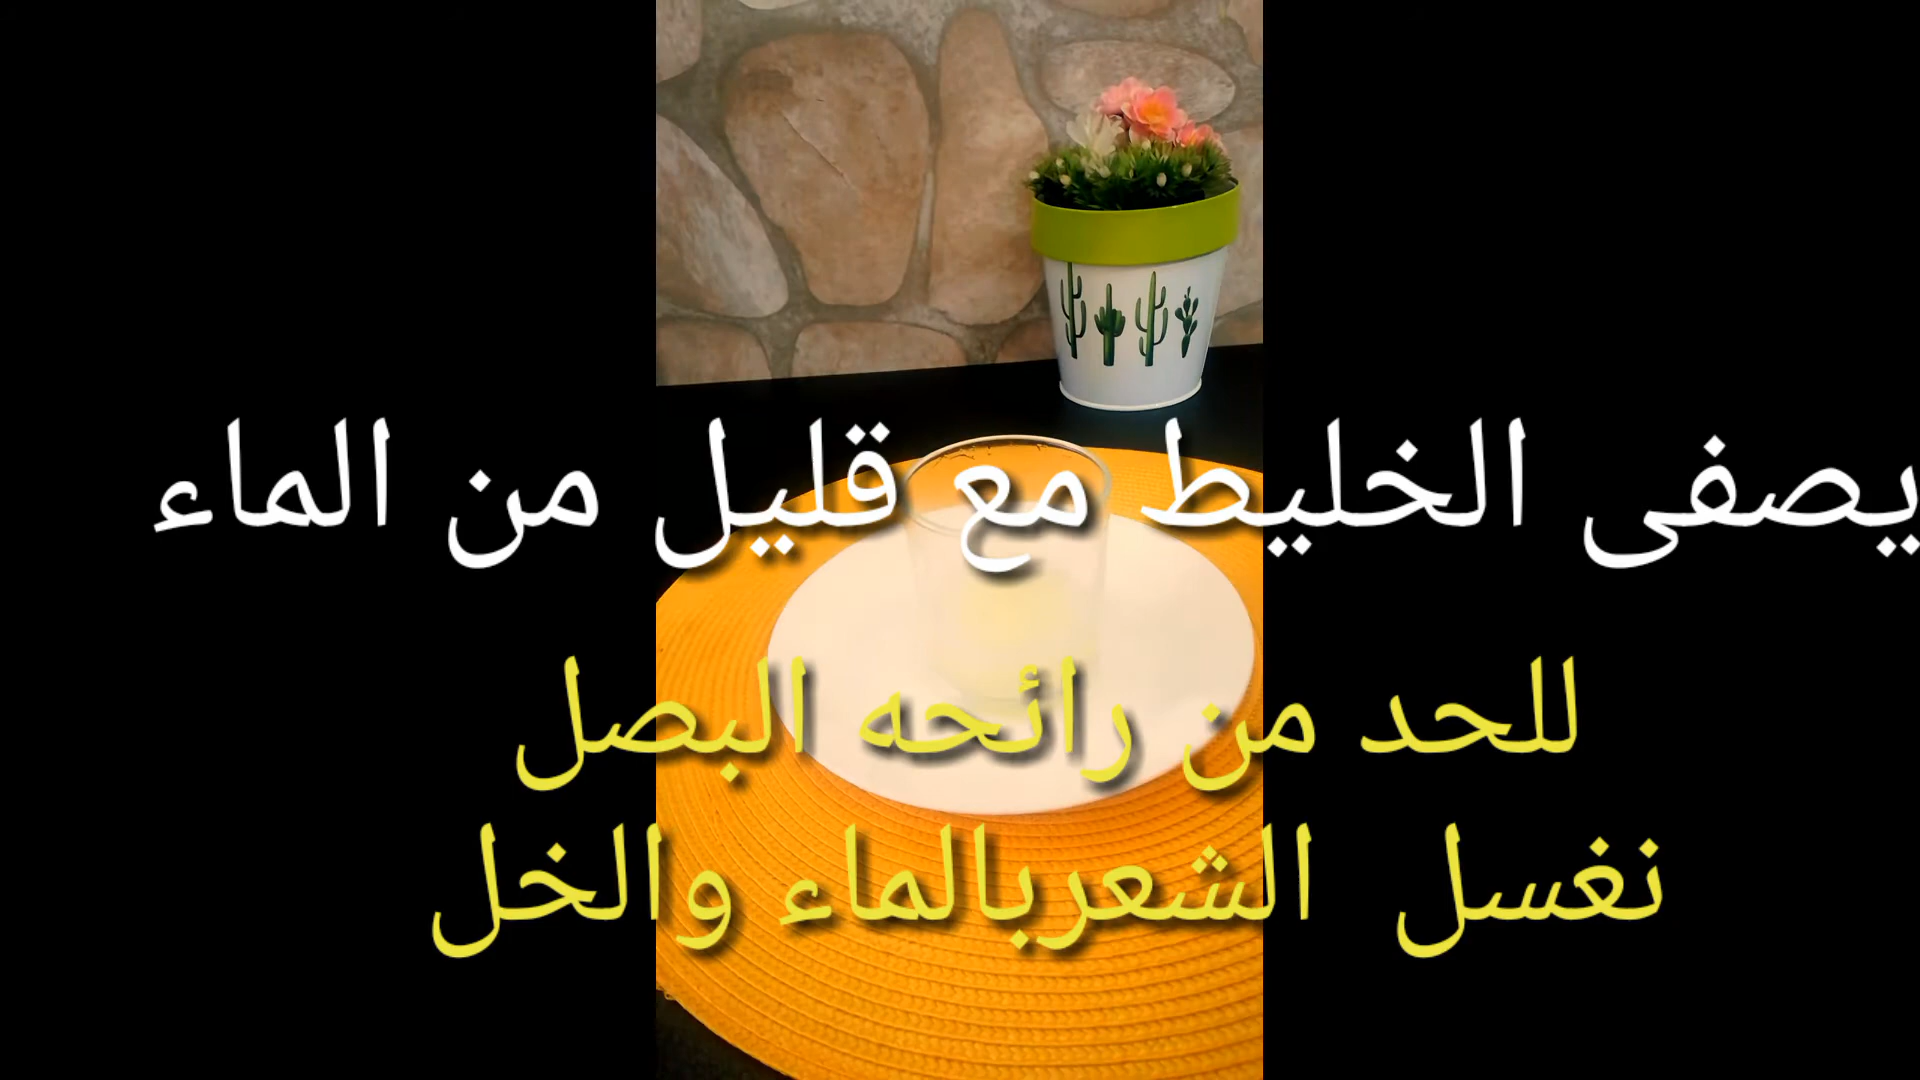 يصفى الخليط مع قليل من الماء
للحد من رائحه البصل
نغسل الشعربالماء والخل